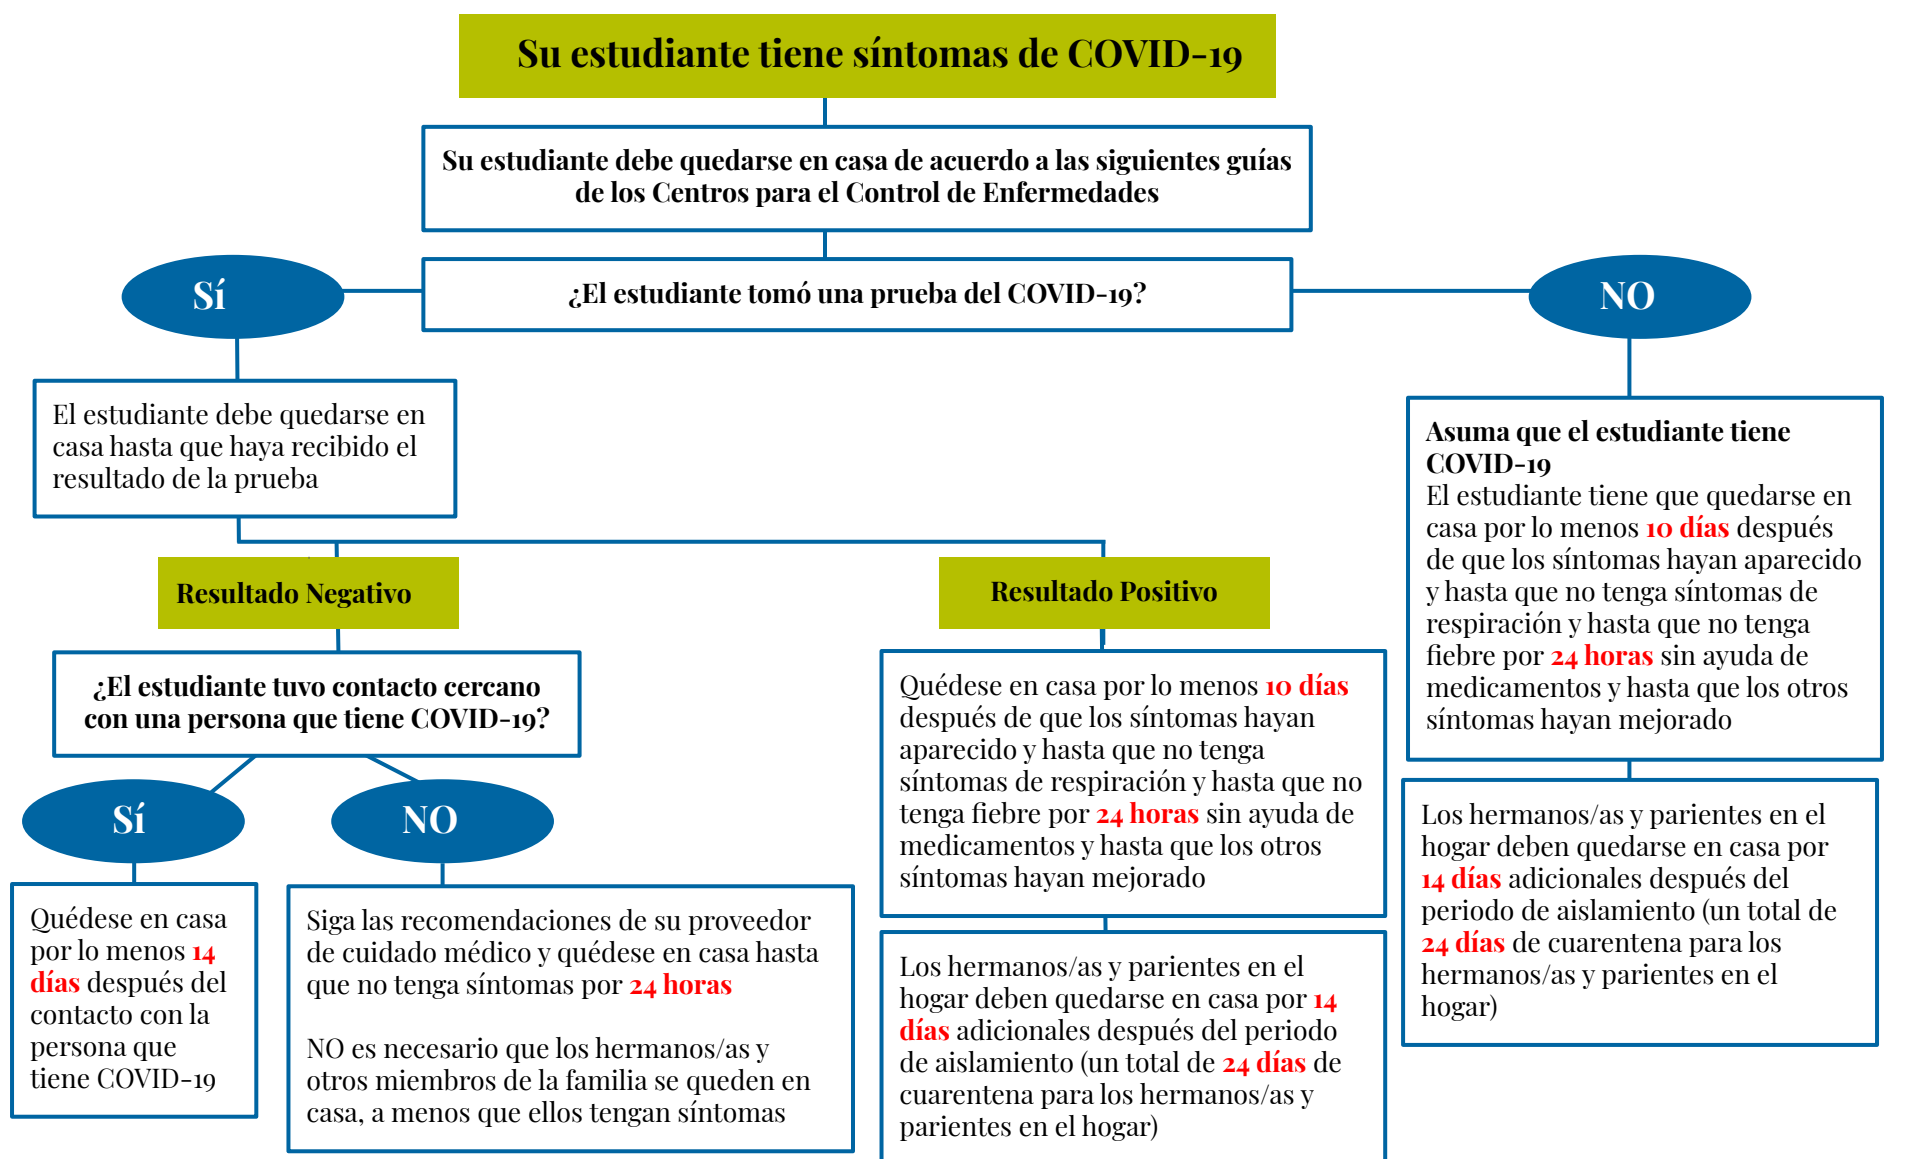 Su estudiante tiene síntomas de COVID-19
Su estudiante debe quedarse en casa de acuerdo a las siguientes guías
de los Centros para el Control de Enfermedades
¿El estudiante tomó una prueba del COVID-19?
Sí
NO
El estudiante debe quedarse en
casa hasta que haya recibido el
resultado de la prueba
Resultado Negativo
¿El estudiante tuvo contacto cercano
con una persona que tiene COVID-19?
Sí
NO
Quédese en casa
por lo menos 14
días después del
contacto con la
persona que
tiene COVID-19
Siga las recomendaciones de su proveedor
de cuidado médico y quédese en casa hasta
que no tenga síntomas por 24 horas
NO es necesario que los hermanos/as y
otros miembros de la familia se queden en
casa, a menos que ellos tengan síntomas
Resultado Positivo
Quédese en casa por lo menos 10 días
después de que los síntomas hayan
aparecido y hasta que no tenga
síntomas de respiración y hasta que no
tenga fiebre por 24 horas sin ayuda de
medicamentos y hasta que los otros
síntomas hayan mejorado
Los hermanos/as y parientes en el
hogar deben quedarse en casa por 14
días adicionales después del periodo
de aislamiento (un total de 24 días de
cuarentena para los hermanos/as y
parientes en el hogar)
Asuma que el estudiante tiene
COVID-19
El estudiante tiene que quedarse en
casa por lo menos 10 días después
de que los síntomas hayan aparecido
y hasta que no tenga síntomas de
respiración y hasta que no tenga
fiebre por 24 horas sin ayuda de
medicamentos y hasta que los otros
síntomas hayan mejorado
Los hermanos/as y parientes en el
hogar deben quedarse en casa por
14 días adicionales después del
periodo de aislamiento (un total de
24 días de cuarentena para los
hermanos/as y parientes en el
hogar)